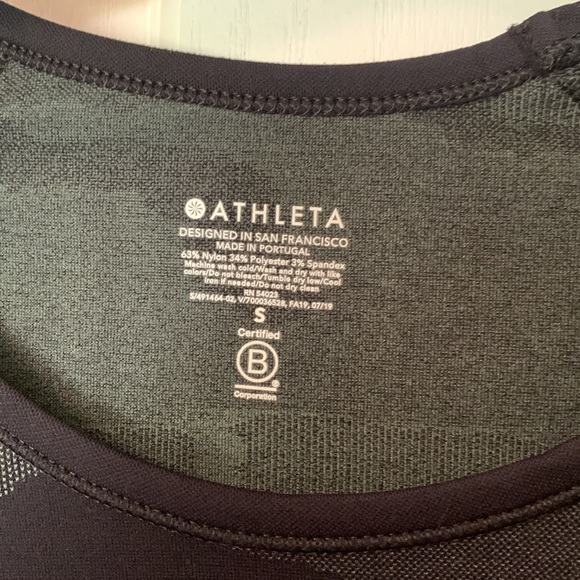 ATHLETA
DESIGNED IN SAN FRANCISCO
MADE IN PORTUGAL
63% Nylon 34% Polyester 3% Spandex
Machine wash cold/Wash and dry with like
colors/Do not bleach/Tumble dry low/Cool
iron if needed/Do not dry clean
RN 54023
S/491464-02, V/700036528, FA19, 07/19
S
Certified
B
®
Corporation